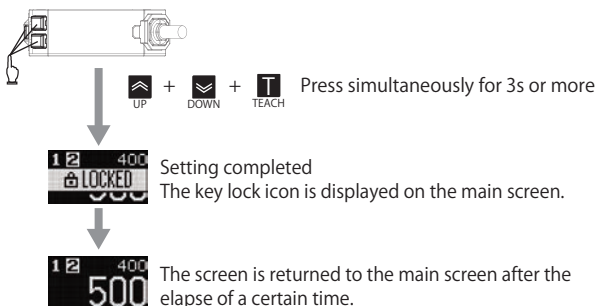 UP + DOWN + T TEACH Press simultaneously for 3s or more
1 2 400
LOCKED
Setting completed
The key lock icon is displayed on the main screen.
1 2 400
500
The screen is returned to the main screen after the
elapse of a certain time.